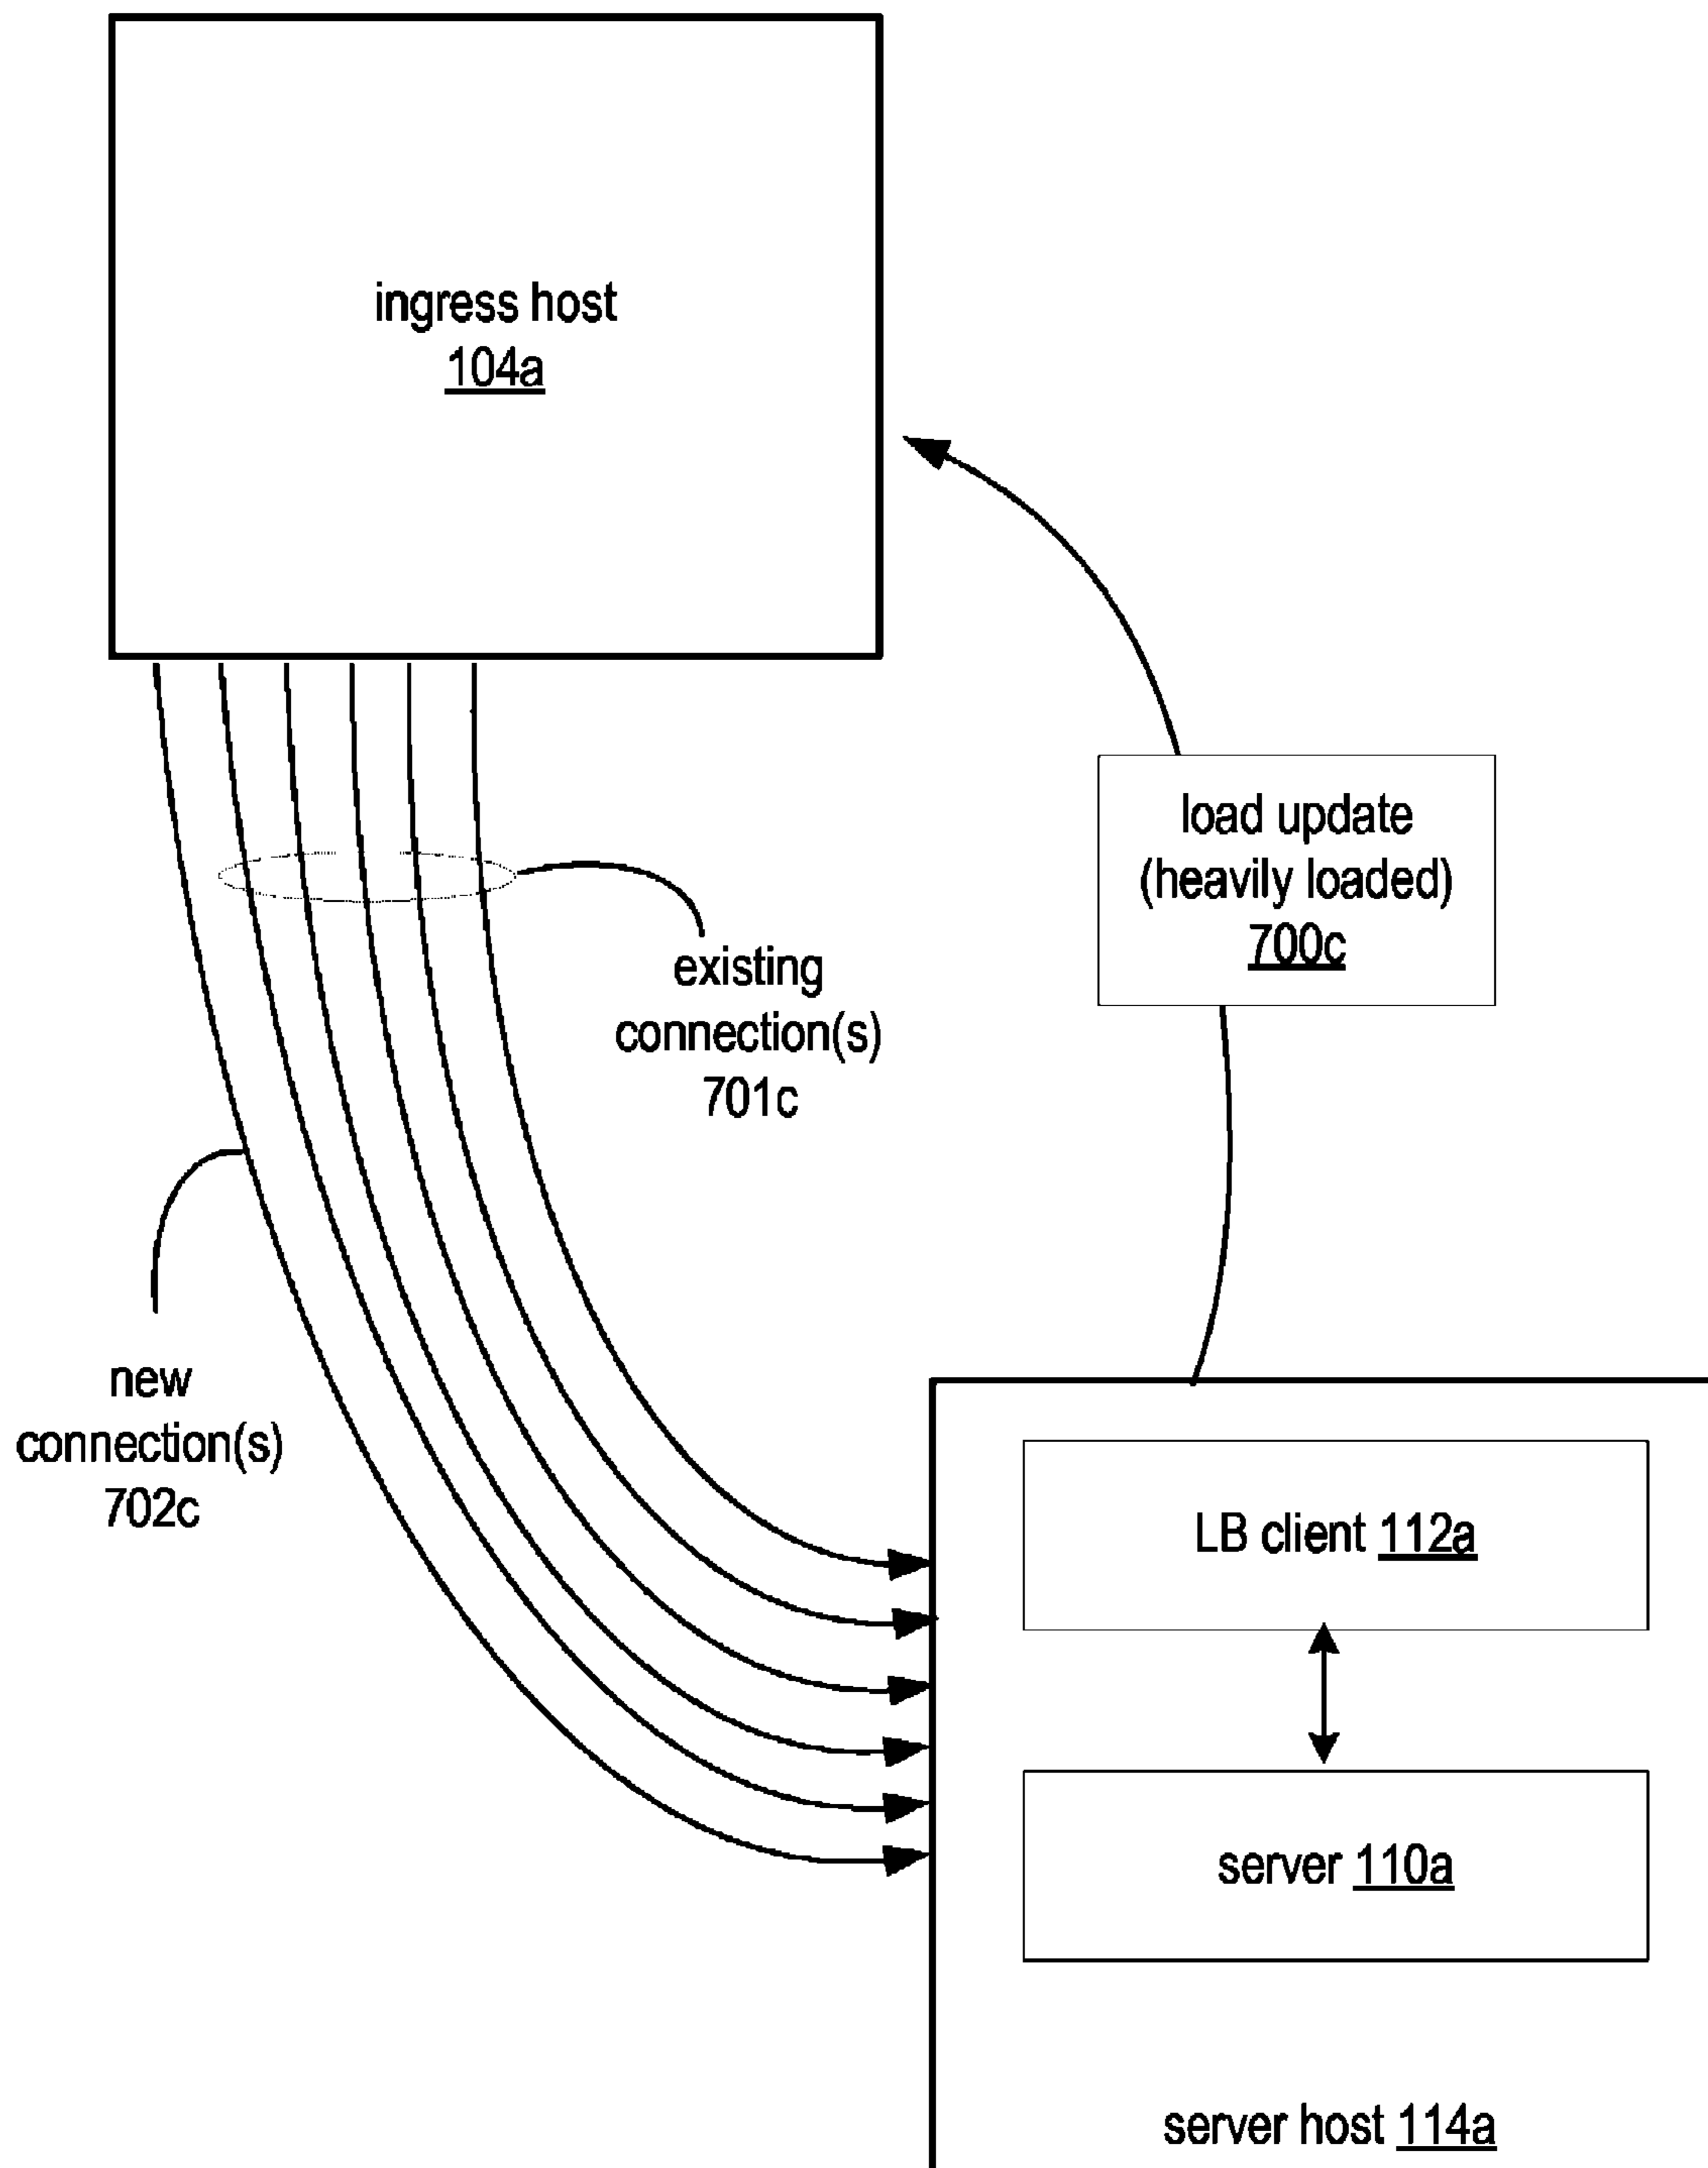 ingress host
104a
load update
(heavily loaded)
700c
existing
connection(s)
701c
new
connection(s)
702c
LB client 112a
server 110a
server host 114a